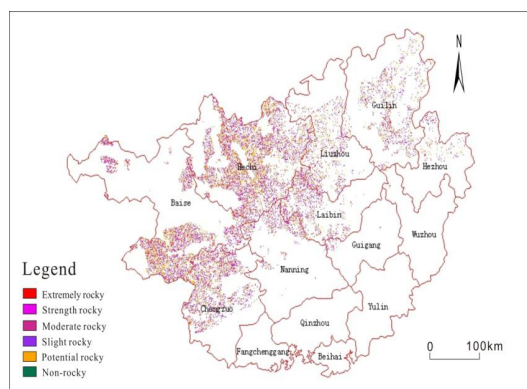 N
Guilin
Hechi
Liuzhou
Hezhou
Baise
Laibin
Guigang
Wuzhou
Nanning
Chongzuo
Yulin
Qinzhou
Fangchenggang
Beihai
Legend
Extremely rocky
Strength rocky
Moderate rocky
Slight rocky
Potential rocky
Non-rocky
0 100km